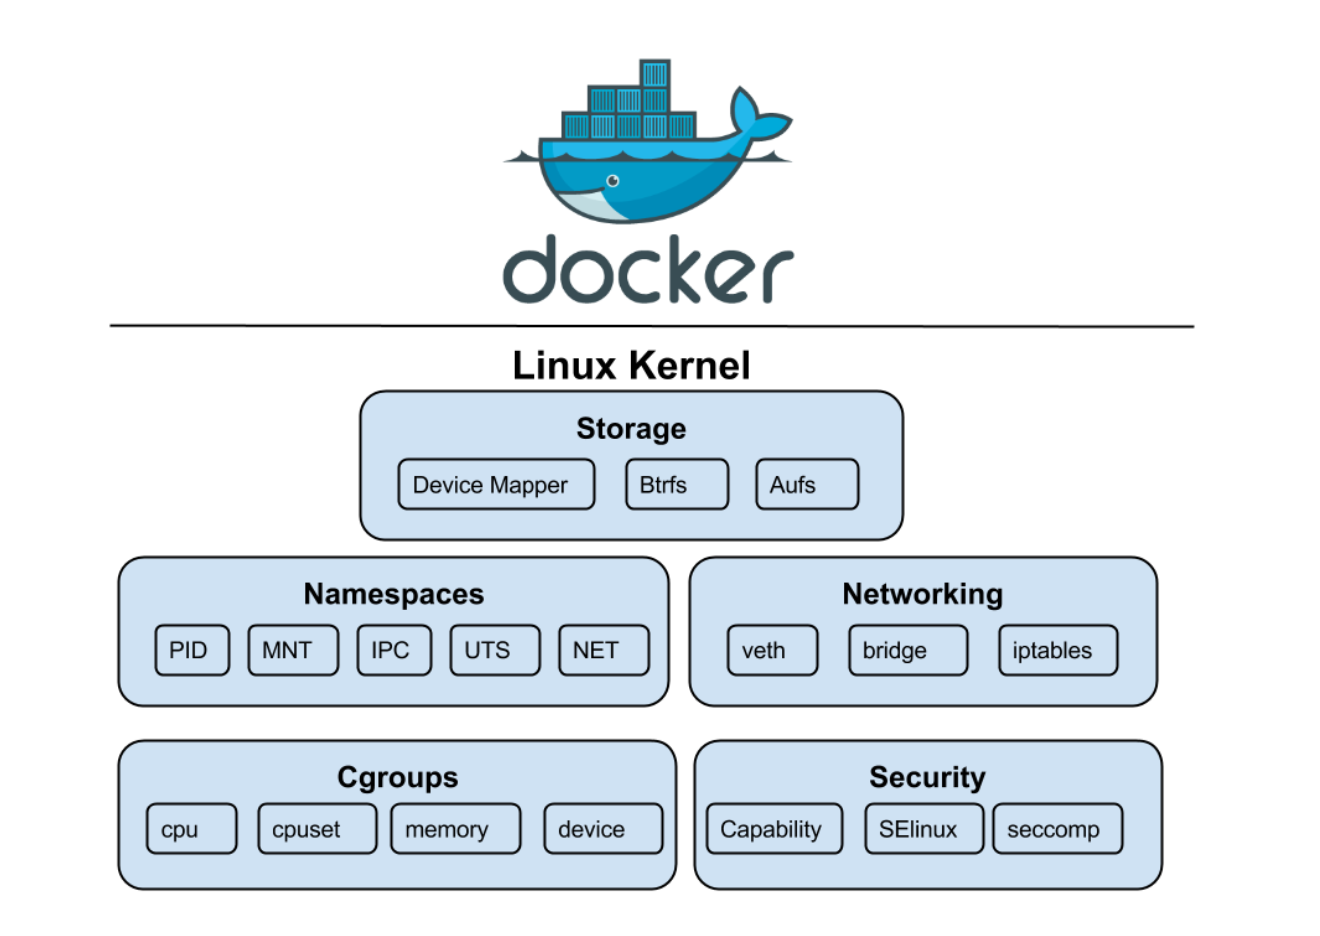 docker
Linux Kernel
Storage
Device Mapper Btrfs Aufs
Namespaces
PID MNT IPC UTS NET
Networking
veth bridge iptables
Cgroups
cpu cpuset memory device
Security
Capability SElinux seccomp